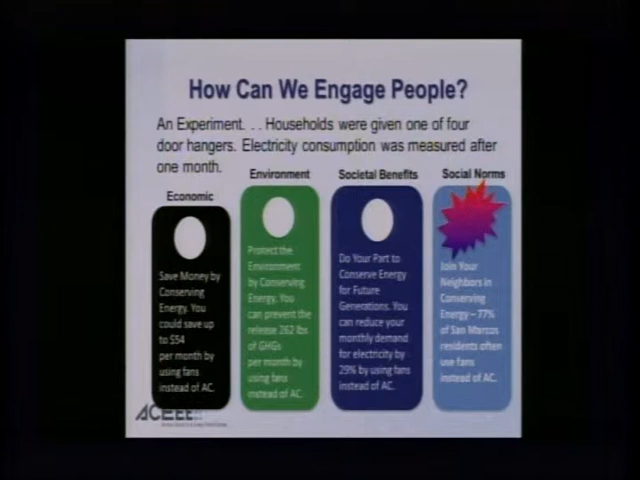 How Can We Engage People?
An Experiment. . . Households were given one of four
door hangers. Electricity consumption was measured after
one month.
Economic
Environment
Societal Benefits
Social Norms
Save Money by
Conserving
Energy. You
could save up
to $54
per month by
using fans
instead of AC.
Protect the
Environment
by Conserving
Energy. You
can prevent the
release 262 lbs
of GHGs
per month by
using fans
instead of AC.
Do Your Part to
Conserve Energy
for Future
Generations. You
can reduce your
monthly demand
for electricity by
29% by using fans
instead of AC.
Join Your
Neighbors in
Conserving
Energy – 77%
of San Marcos
residents often
use fans
instead of AC.
ACEEE